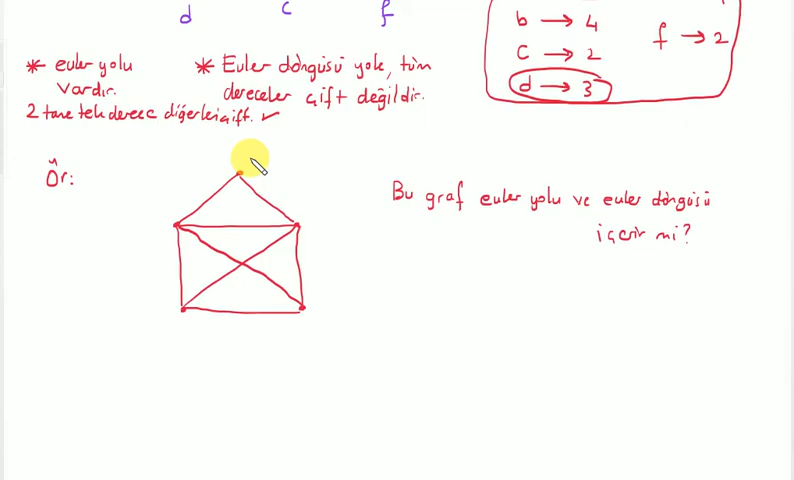 d c f
b → 4
c → 2
d → 3
f → 2
* euler yolu
vardır.
2 tane tek derece diğerleri çift. ✓
* Euler döngüsü yok, tüm
dereceler çift değildir.
Ör:
Bu graf euler yolu ve euler döngüsü
içerir mi?